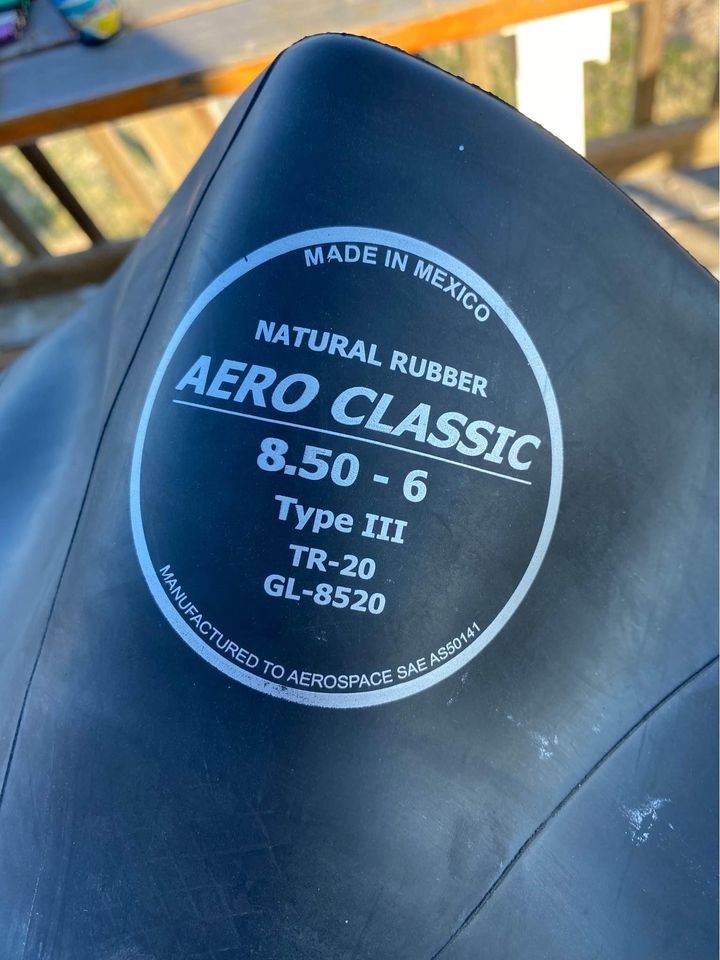 MADE IN MEXICO
NATURAL RUBBER
AERO CLASSIC
8.50 - 6
Type III
TR-20
GL-8520
MANUFACTURED TO AEROSPACE SAE AS50141